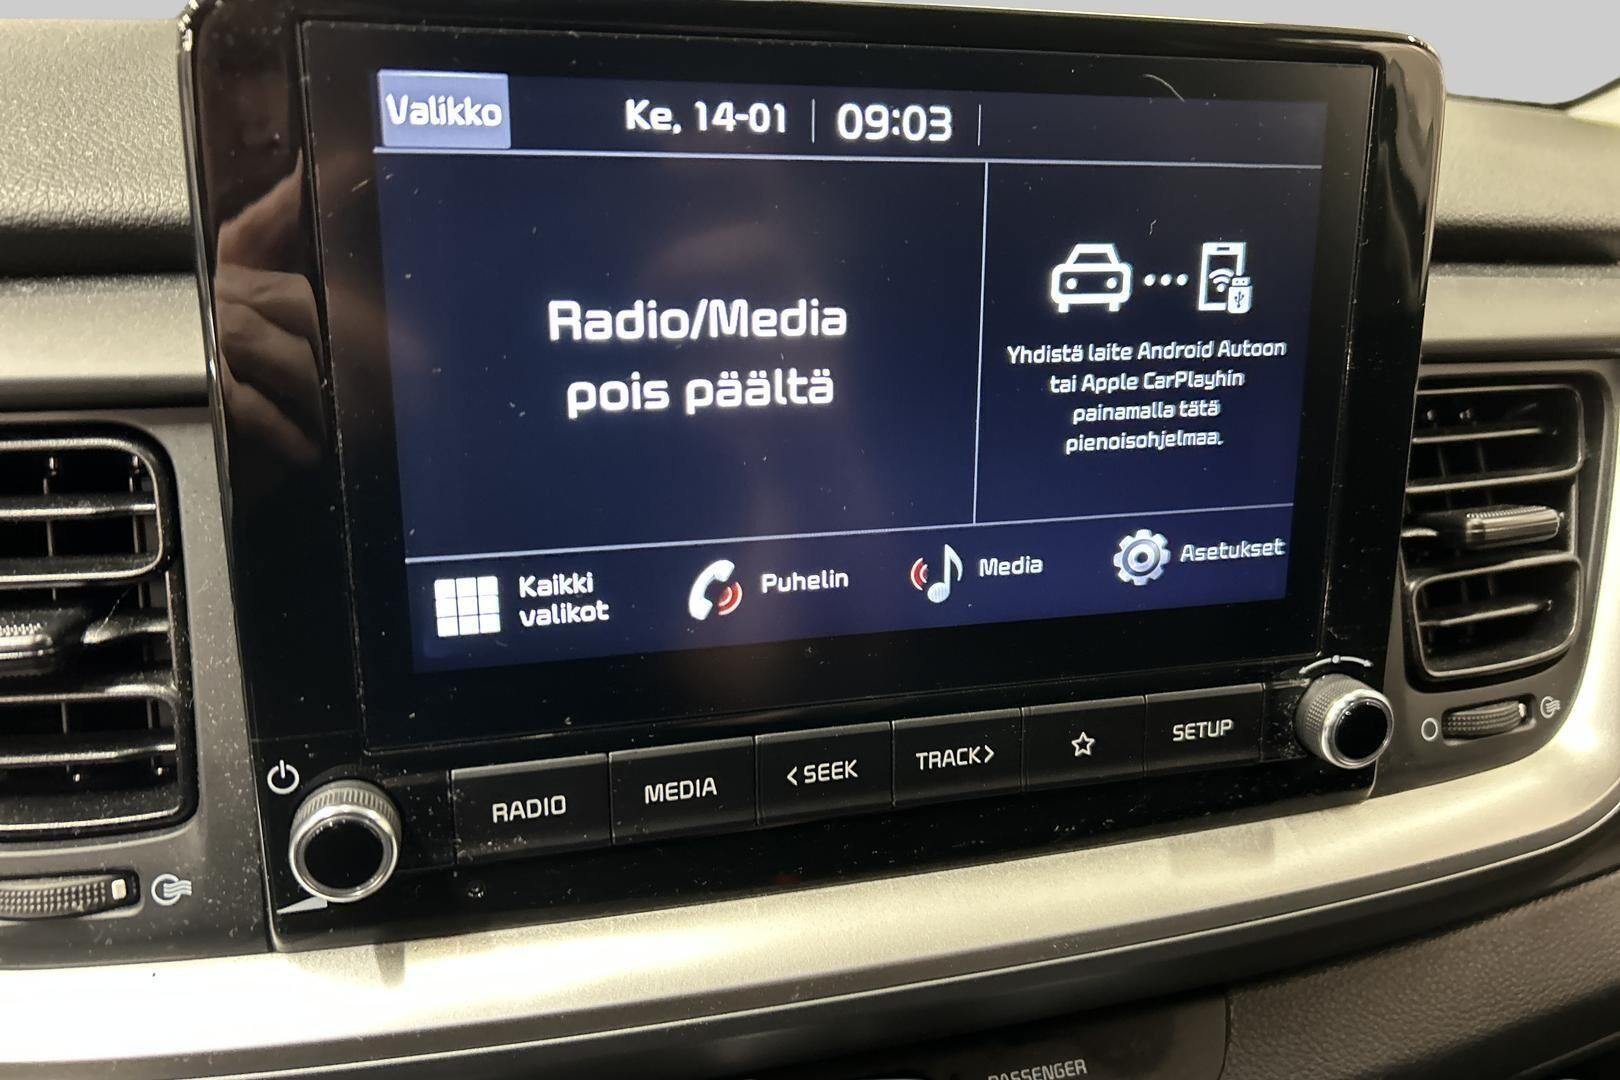 Valikko
Ke, 14-01
09:03
Radio/Media
pois päältä
Yhdistä laite Android Autoon
tai Apple CarPlayhin
painamalla tätä
pienoisohjelmaa.
Kaikki
valikot
Puhelin
Media
Asetukset
RADIO
MEDIA
< SEEK
TRACK >
SETUP
PASSENGER